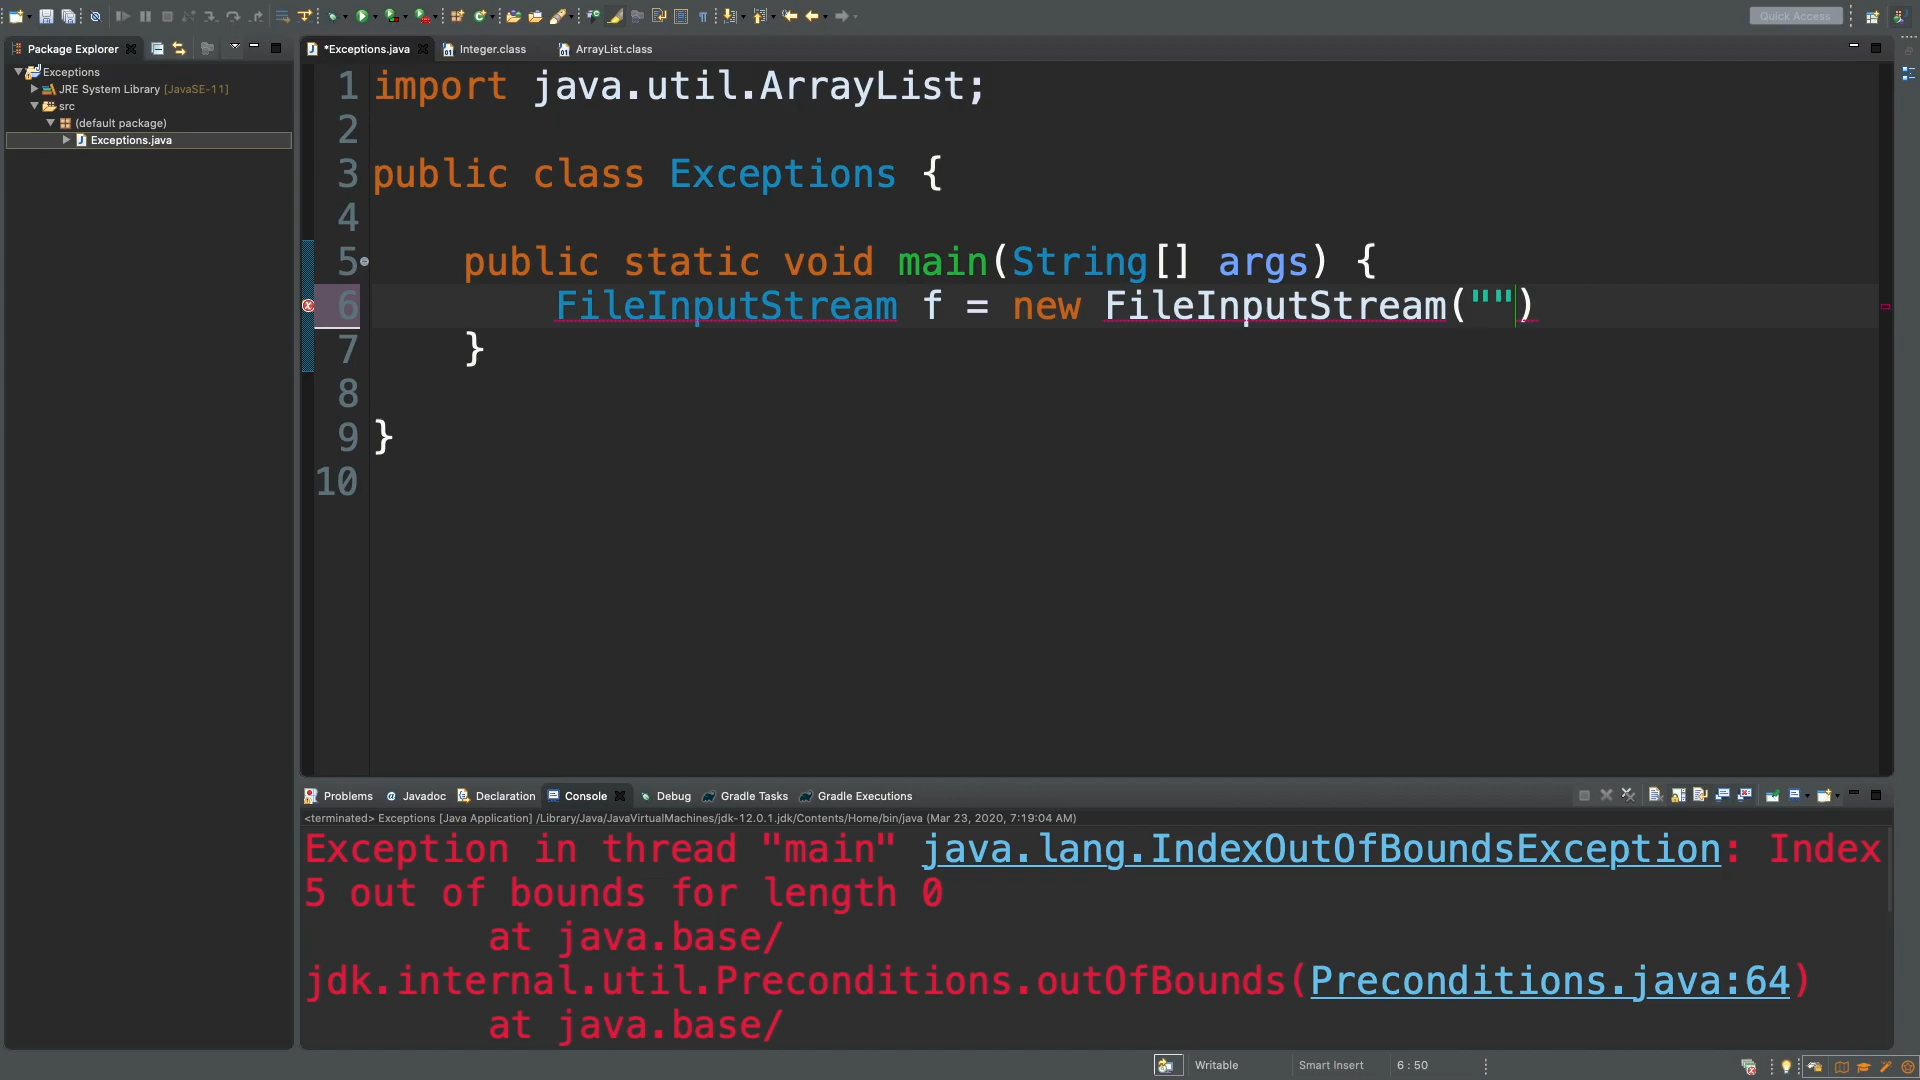 Quick Access
Package Explorer
*Exceptions.java
Integer.class
ArrayList.class
Exceptions
JRE System Library [JavaSE-11]
src
(default package)
Exceptions.java
1 import java.util.ArrayList;
2
3 public class Exceptions {
4
5 public static void main(String[] args) {
6 FileInputStream f = new FileInputStream("")
7 }
8
9 }
10
Problems
Javadoc
Declaration
Console
Debug
Gradle Tasks
Gradle Executions
<terminated> Exceptions [Java Application] /Library/Java/JavaVirtualMachines/jdk-12.0.1.jdk/Contents/Home/bin/java (Mar 23, 2020, 7:19:04 AM)
Exception in thread "main" java.lang.IndexOutOfBoundsException: Index
5 out of bounds for length 0
at java.base/
jdk.internal.util.Preconditions.outOfBounds(Preconditions.java:64)
at java.base/
Writable
Smart Insert
6 : 50